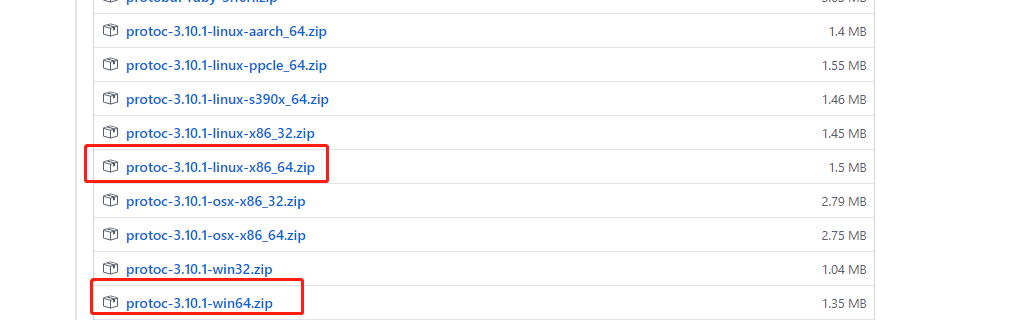 protoc-3.10.1-linux-aarch_64.zip 1.4 MB
protoc-3.10.1-linux-ppcle_64.zip 1.55 MB
protoc-3.10.1-linux-s390x_64.zip 1.46 MB
protoc-3.10.1-linux-x86_32.zip 1.45 MB
protoc-3.10.1-linux-x86_64.zip 1.5 MB
protoc-3.10.1-osx-x86_32.zip 2.79 MB
protoc-3.10.1-osx-x86_64.zip 2.75 MB
protoc-3.10.1-win32.zip 1.04 MB
protoc-3.10.1-win64.zip 1.35 MB